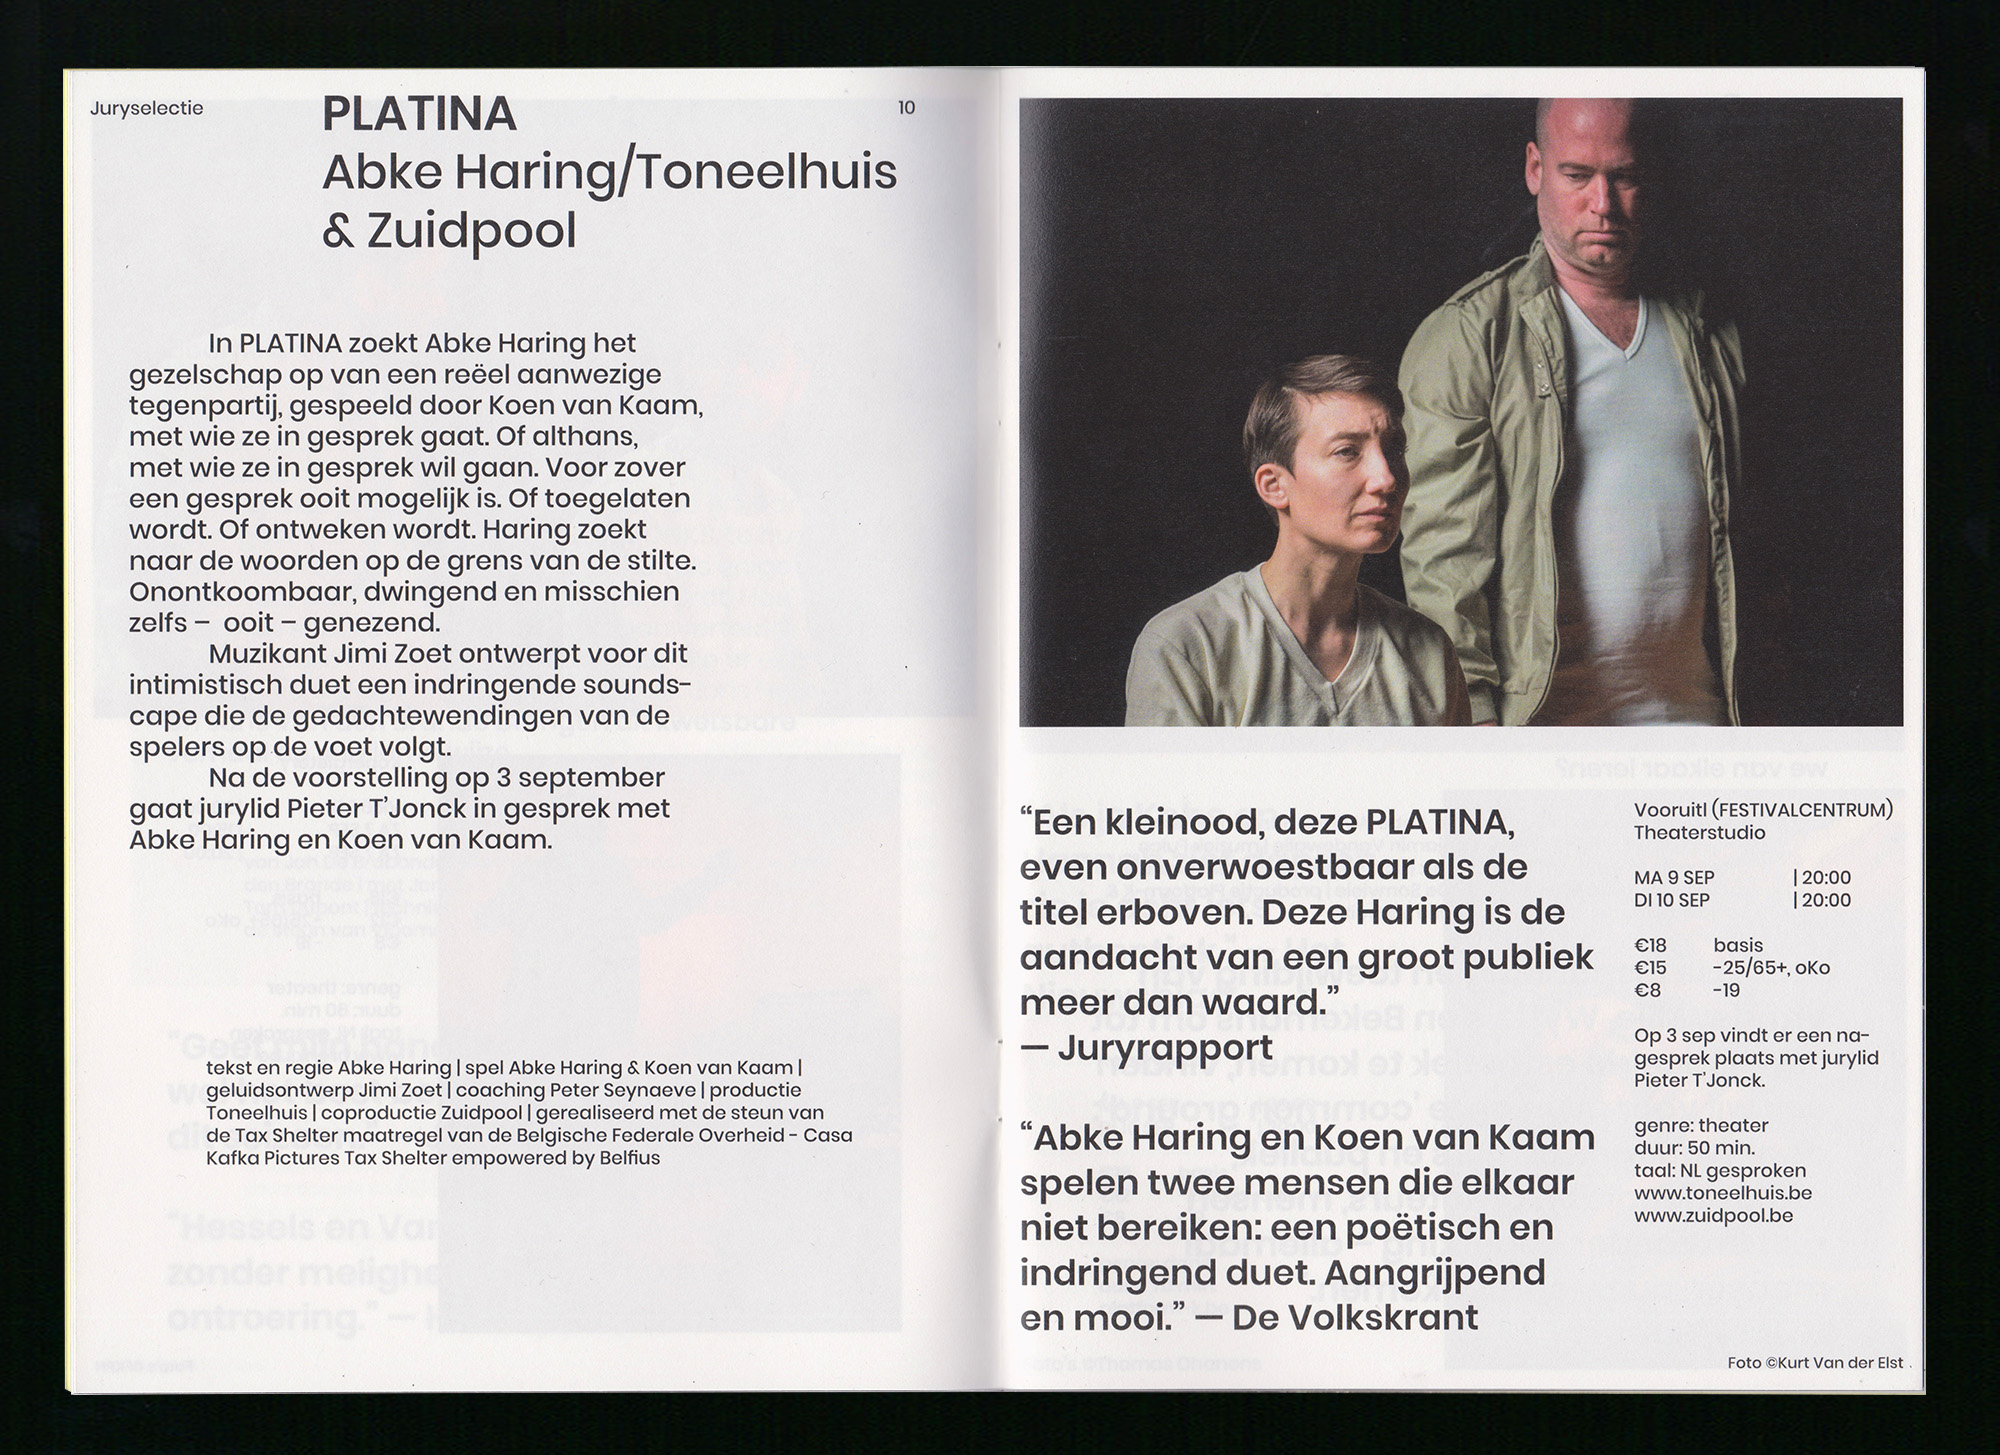 Juryselectie
10
PLATINA
Abke Haring/Toneelhuis
& Zuidpool
In PLATINA zoekt Abke Haring het
gezelschap op van een reëel aanwezige
tegenpartij, gespeeld door Koen van Kaam,
met wie ze in gesprek gaat. Of althans,
met wie ze in gesprek wil gaan. Voor zover
een gesprek ooit mogelijk is. Of toegelaten
wordt. Of ontweken wordt. Haring zoekt
naar de woorden op de grens van de stilte.
Onontkoombaar, dwingend en misschien
zelfs –  ooit – genezend.
Muzikant Jimi Zoet ontwerpt voor dit
intimistisch duet een indringende sounds-
cape die de gedachtewendingen van de
spelers op de voet volgt.
Na de voorstelling op 3 september
gaat jurylid Pieter T’Jonck in gesprek met
Abke Haring en Koen van Kaam.
tekst en regie Abke Haring | spel Abke Haring & Koen van Kaam |
geluidsontwerp Jimi Zoet | coaching Peter Seynaeve | productie
Toneelhuis | coproductie Zuidpool | gerealiseerd met de steun van
de Tax Shelter maatregel van de Belgische Federale Overheid - Casa
Kafka Pictures Tax Shelter empowered by Belfius
“Een kleinood, deze PLATINA,
even onverwoestbaar als de
titel erboven. Deze Haring is de
aandacht van een groot publiek
meer dan waard.”
— Juryrapport
“Abke Haring en Koen van Kaam
spelen twee mensen die elkaar
niet bereiken: een poëtisch en
indringend duet. Aangrijpend
en mooi.” — De Volkskrant
Vooruitl (FESTIVALCENTRUM)
Theaterstudio
MA 9 SEP | 20:00
DI 10 SEP | 20:00
€18 basis
€15 -25/65+, oKo
€8 -19
Op 3 sep vindt er een na-
gesprek plaats met jurylid
Pieter T’Jonck.
genre: theater
duur: 50 min.
taal: NL gesproken
www.toneelhuis.be
www.zuidpool.be
Foto ©Kurt Van der Elst